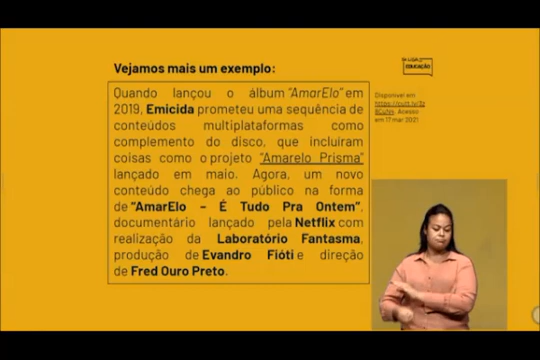 Vejamos mais um exemplo:
Quando lançou o álbum "AmarElo" em
2019, Emicida prometeu uma sequência de
conteúdos multiplataformas como
complemento do disco, que incluíram
coisas como o projeto "Amarelo Prisma"
lançado em maio. Agora, um novo
conteúdo chega ao público na forma
de "AmarElo – É Tudo Pra Ontem",
documentário lançado pela Netflix com
realização da Laboratório Fantasma,
produção de Evandro Fióti e direção
de Fred Ouro Preto.
EDUCAÇÃO
Disponível em
Acesso
em 17 mar 2021